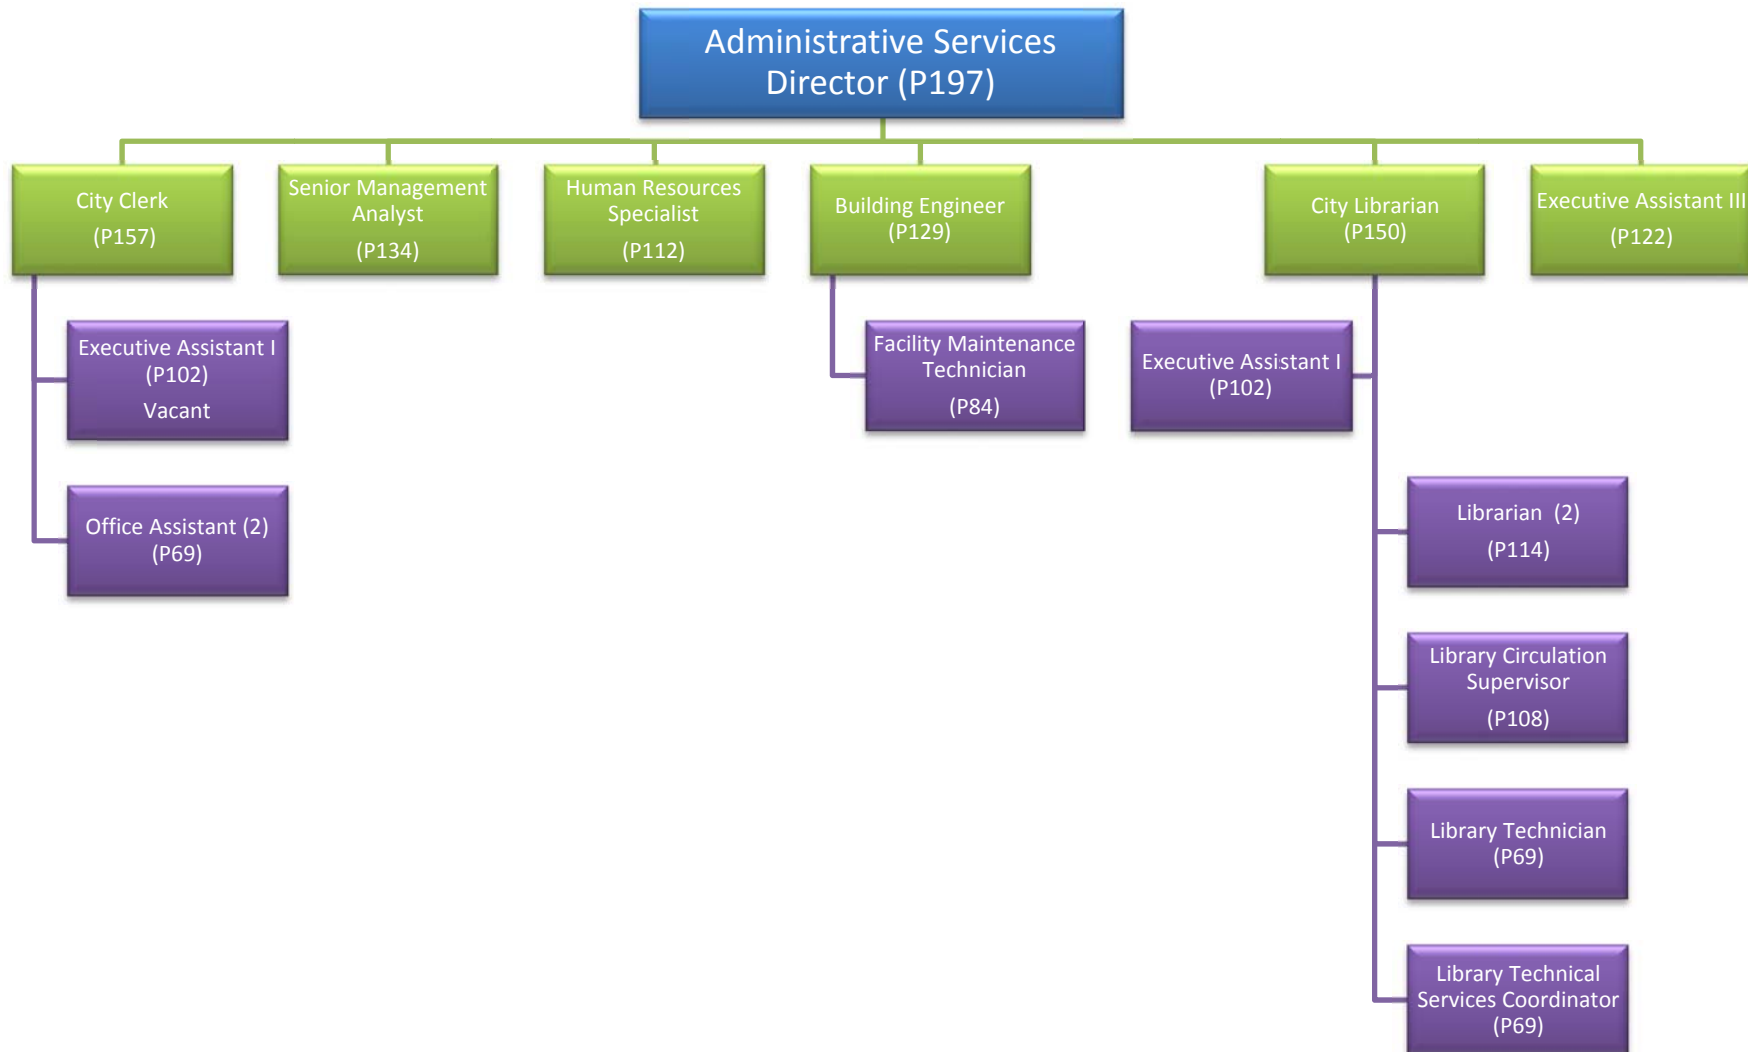 Administrative Services
Director (P197)
City Clerk
(P157)
Senior Management
Analyst
(P134)
Human Resources
Specialist
(P112)
Building Engineer
(P129)
City Librarian
(P150)
Executive Assistant III
(P122)
Executive Assistant I
(P102)
Vacant
Office Assistant (2)
(P69)
Facility Maintenance
Technician
(P84)
Executive Assistant I
(P102)
Librarian  (2)
(P114)
Library Circulation
Supervisor
(P108)
Library Technician
(P69)
Library Technical
Services Coordinator
(P69)